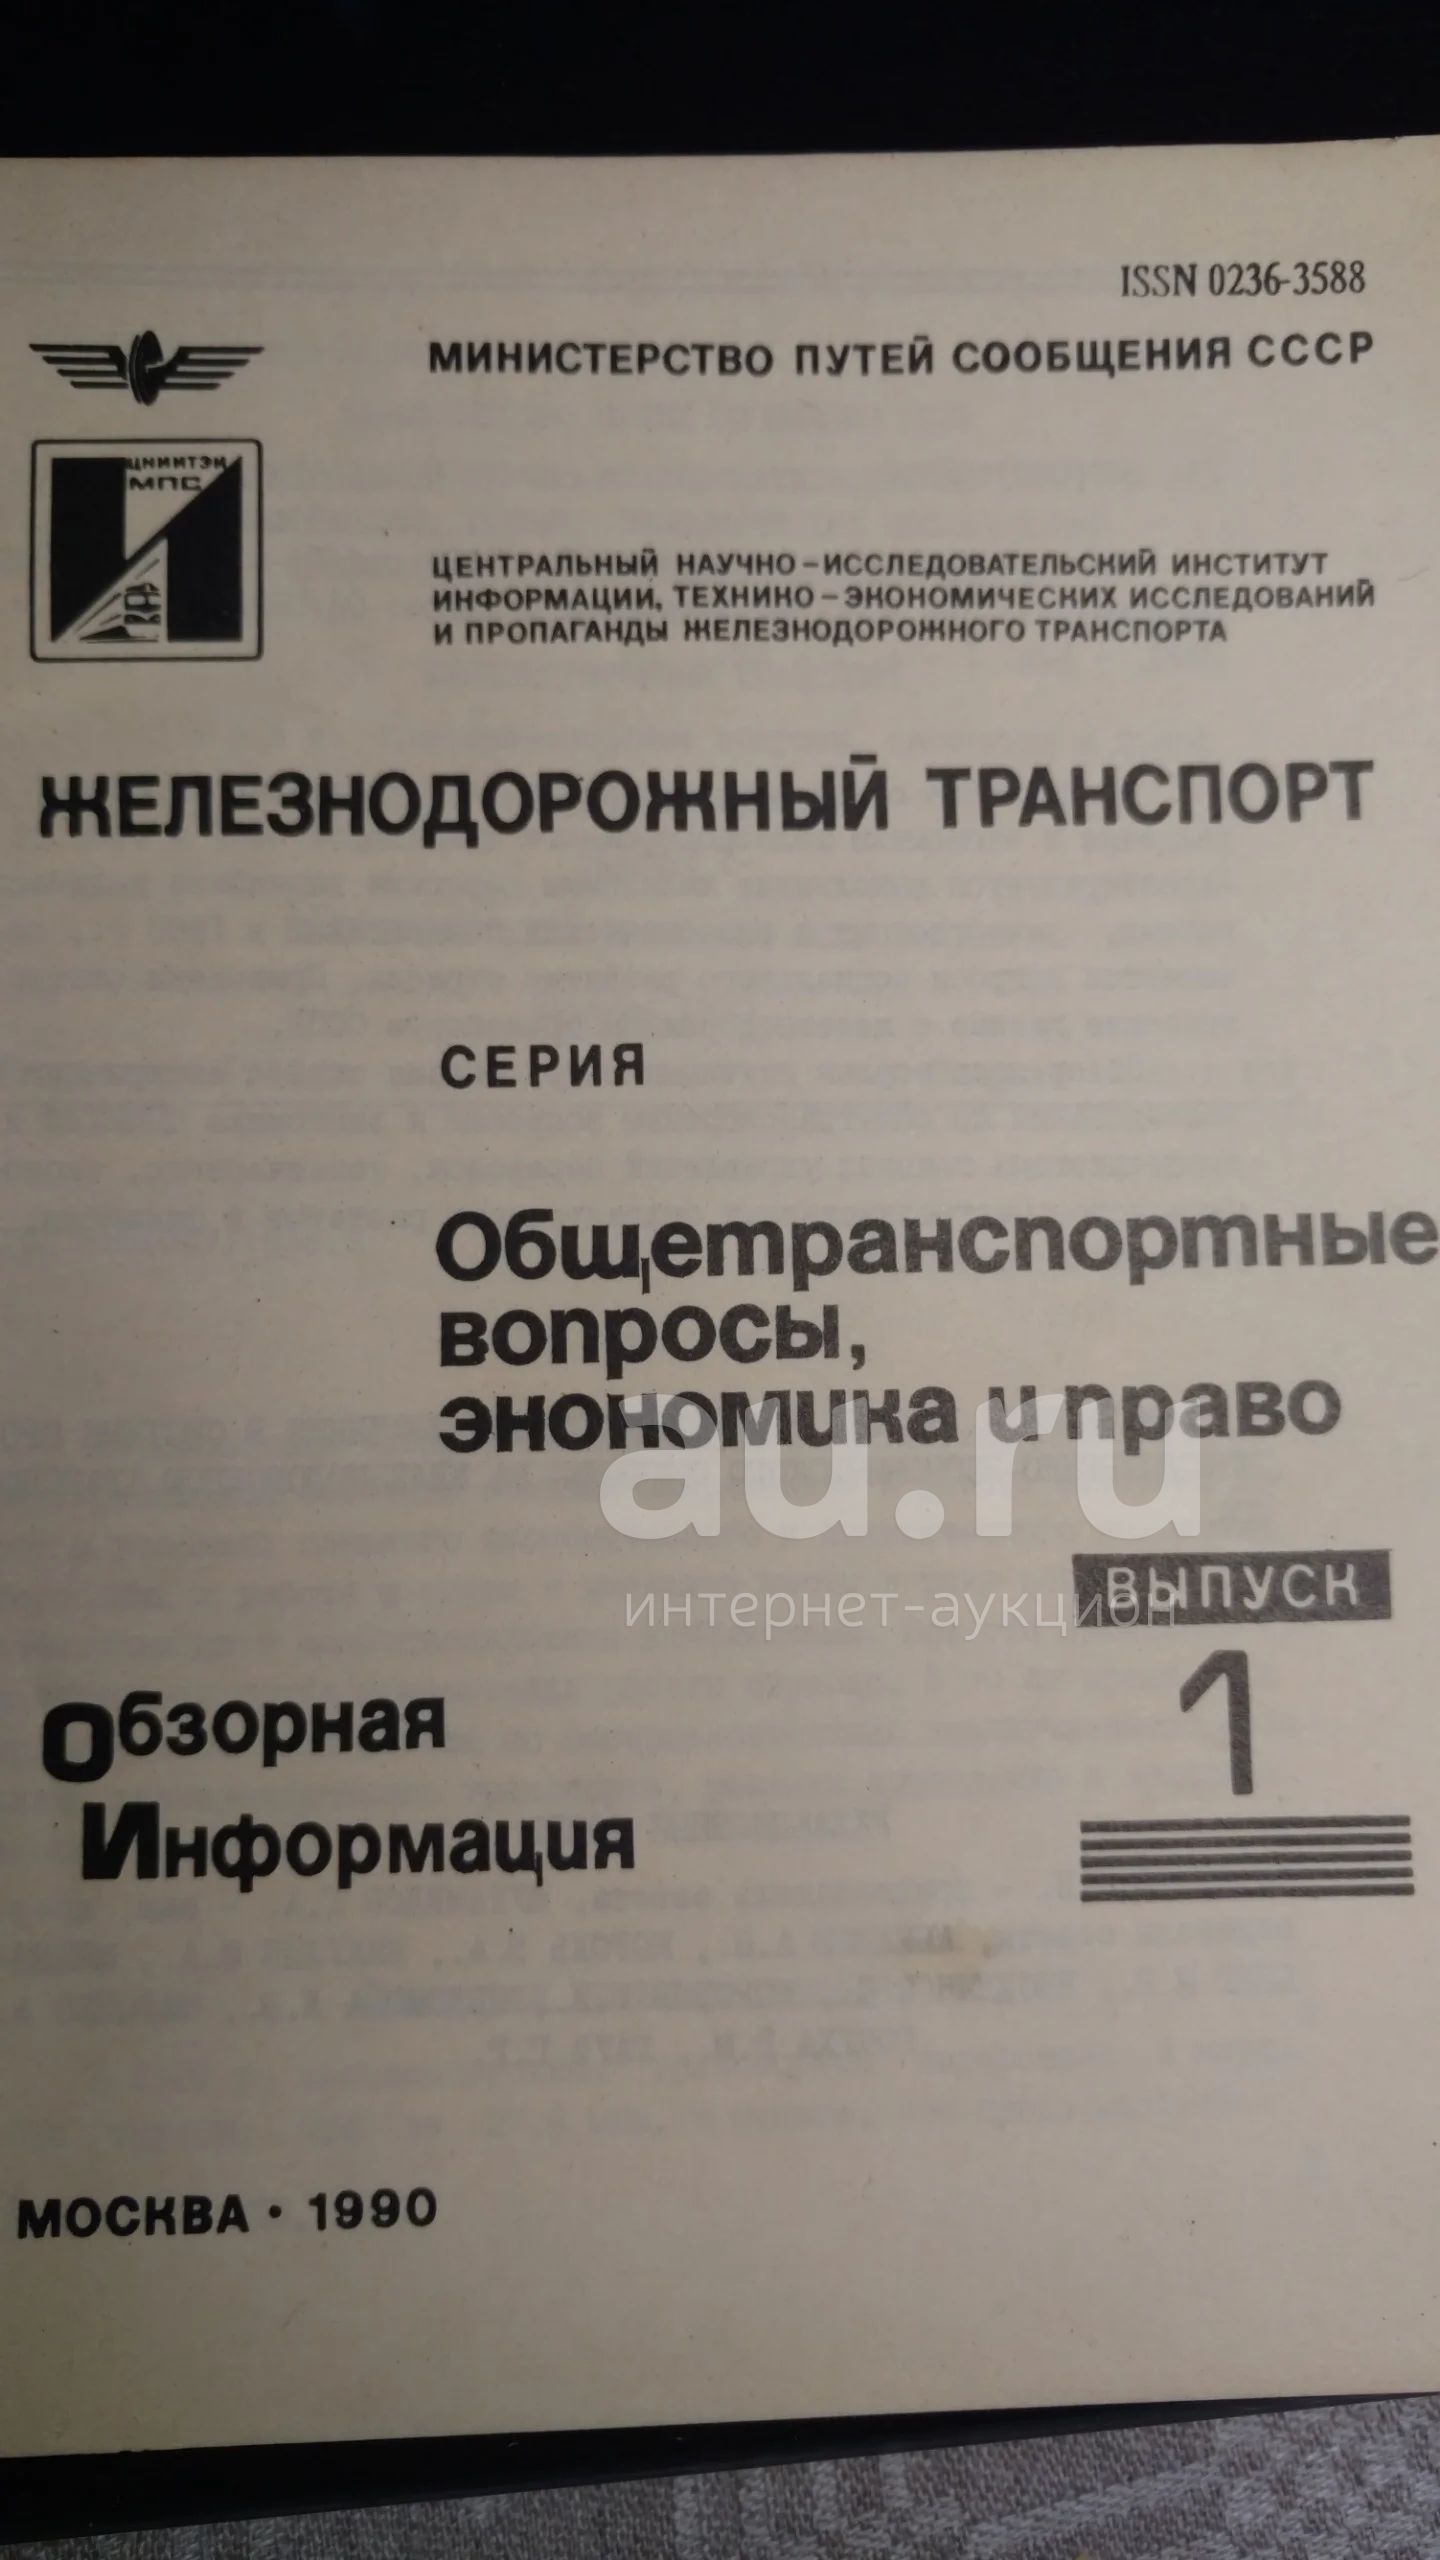 ISSN 0236-3588
МИНИСТЕРСТВО ПУТЕЙ СООБЩЕНИЯ СССР
ЦНИИТЭИ
МПС
ЦЕНТРАЛЬНЫЙ НАУЧНО-ИССЛЕДОВАТЕЛЬСКИЙ ИНСТИТУТ
ИНФОРМАЦИИ, ТЕХНИКО-ЭКОНОМИЧЕСКИХ ИССЛЕДОВАНИЙ
И ПРОПАГАНДЫ ЖЕЛЕЗНОДОРОЖНОГО ТРАНСПОРТА
ЖЕЛЕЗНОДОРОЖНЫЙ ТРАНСПОРТ
СЕРИЯ
Общетранспортные
вопросы,
экономика и право
au.ru
интернет-аукцион
ВЫПУСК
1
Обзорная
Информация
МОСКВА · 1990